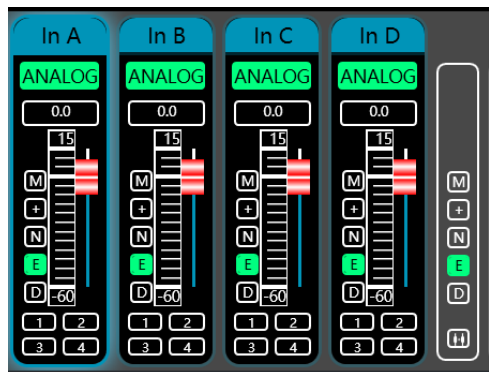 In A In B In C In D
ANALOG ANALOG ANALOG ANALOG
0.0 0.0 0.0 0.0
15 15 15 15
M M M M M
+ + + + +
N N N N N
E E E E E
D -60 D -60 D -60 D -60 D
1 2 1 2 1 2 1 2
3 4 3 4 3 4 3 4